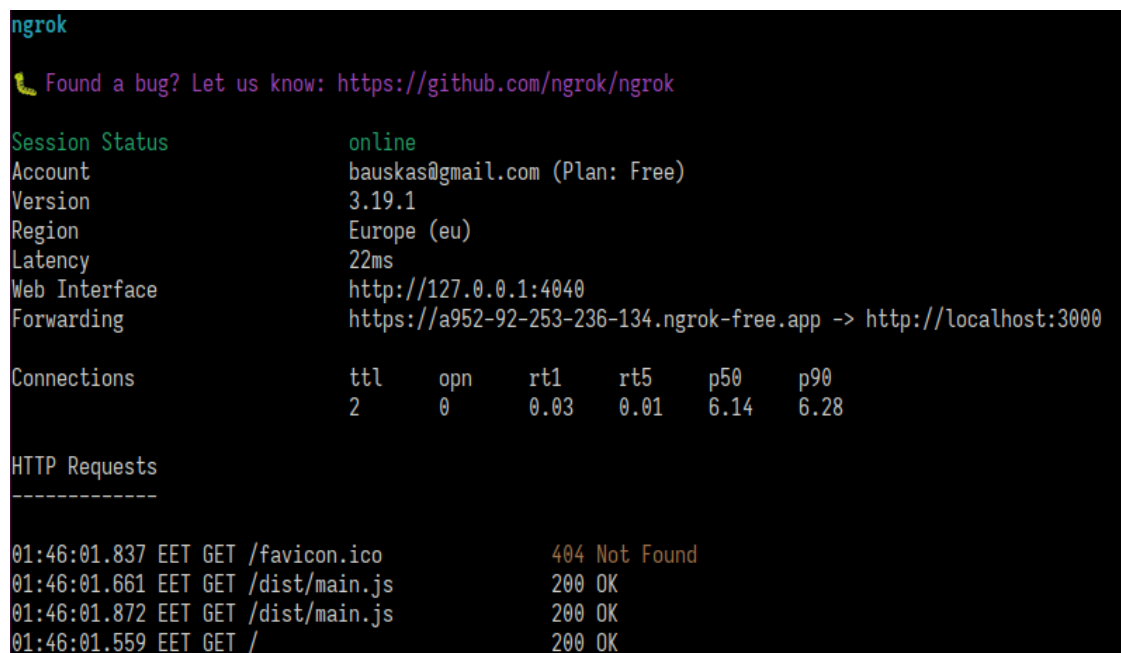 ngrok
🐛 Found a bug? Let us know: https://github.com/ngrok/ngrok
Session Status online
Account bauskas@gmail.com (Plan: Free)
Version 3.19.1
Region Europe (eu)
Latency 22ms
Web Interface http://127.0.0.1:4040
Forwarding https://a952-92-253-236-134.ngrok-free.app -> http://localhost:3000
Connections ttl opn rt1 rt5 p50 p90
2 0 0.03 0.01 6.14 6.28
HTTP Requests
-------------
01:46:01.837 EET GET /favicon.ico 404 Not Found
01:46:01.661 EET GET /dist/main.js 200 OK
01:46:01.872 EET GET /dist/main.js 200 OK
01:46:01.559 EET GET / 200 OK